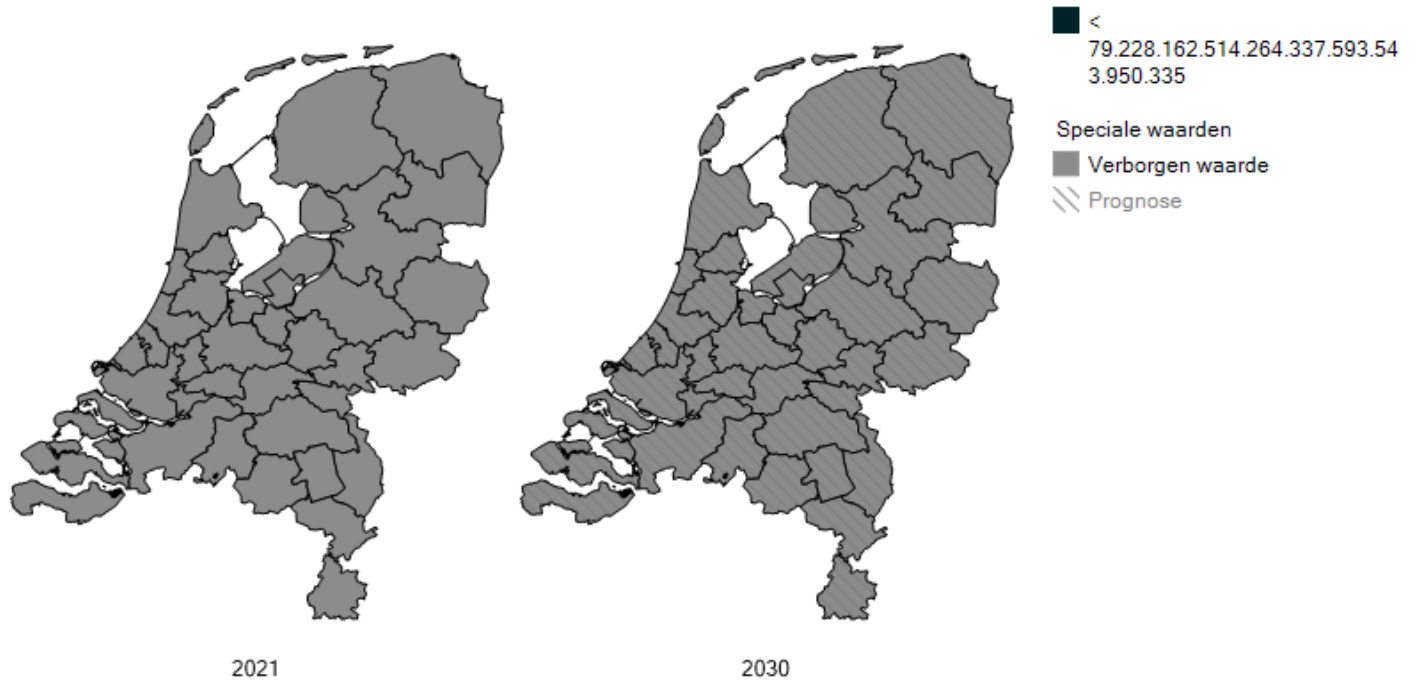 <
79.228.162.514.264.337.593.54
3.950.335
Speciale waarden
Verborgen waarde
Prognose
2021
2030